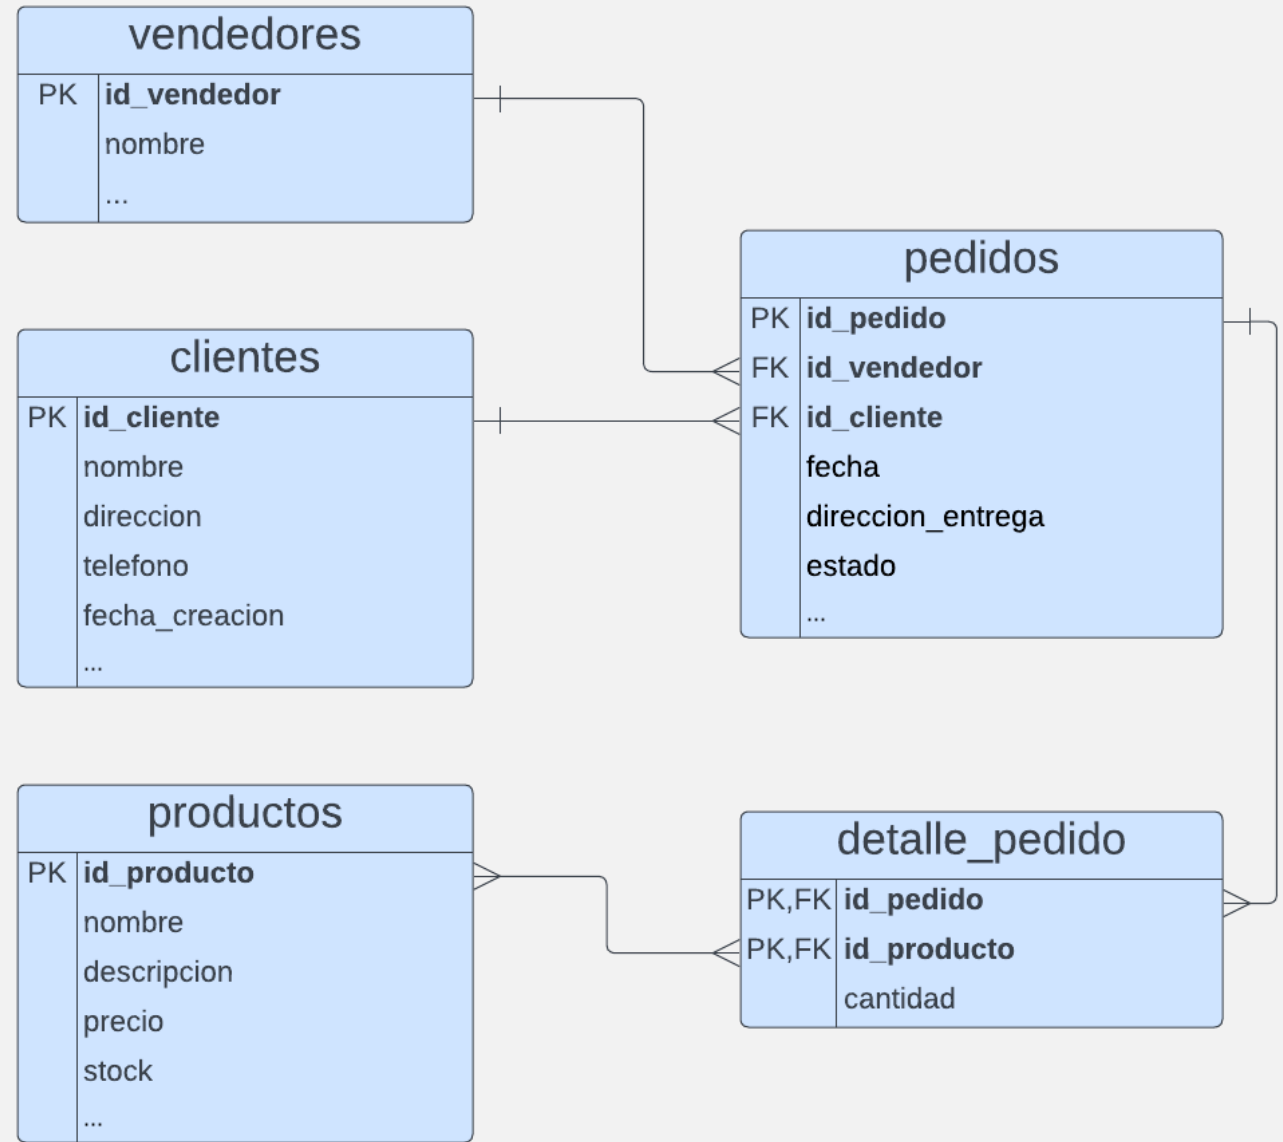 vendedores
PK id_vendedor
nombre
...
clientes
PK id_cliente
nombre
direccion
telefono
fecha_creacion
...
pedidos
PK id_pedido
FK id_vendedor
FK id_cliente
fecha
direccion_entrega
estado
...
productos
PK id_producto
nombre
descripcion
precio
stock
...
detalle_pedido
PK,FK id_pedido
PK,FK id_producto
cantidad